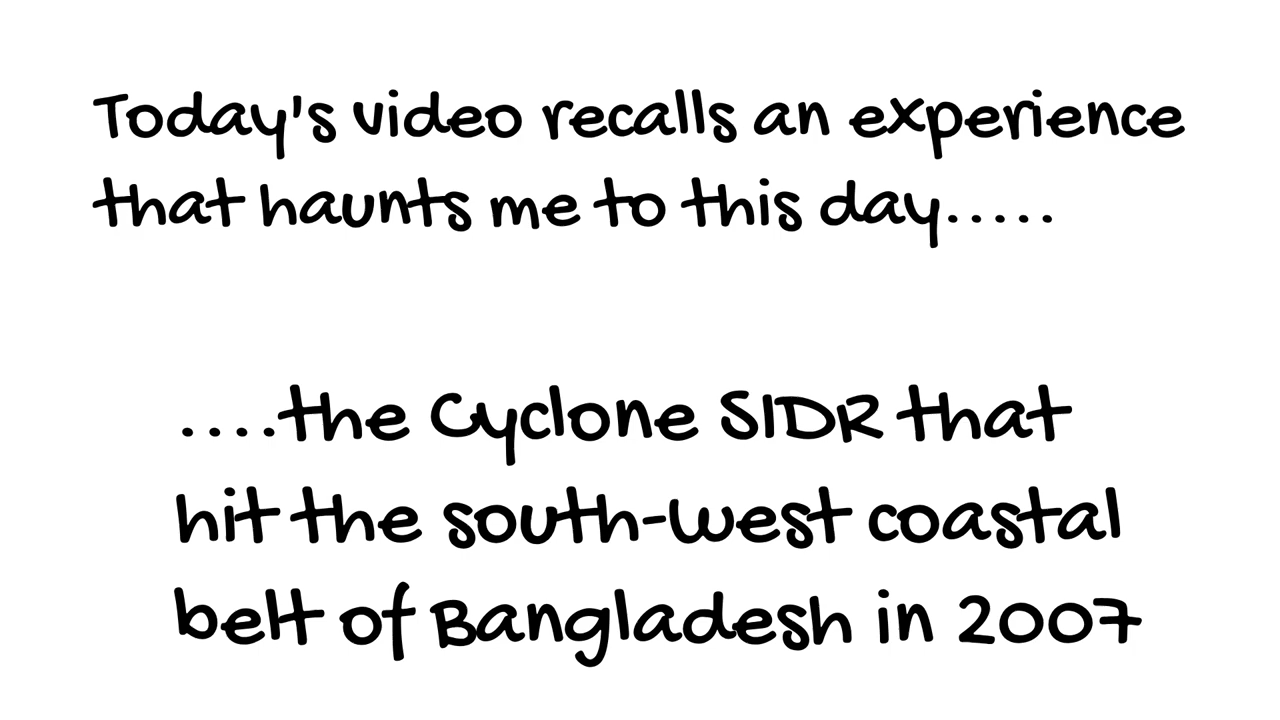 Today's video recalls an experience
that haunts me to this day.....
....the Cyclone SIDR that
hit the south-west coastal
belt of Bangladesh in 2007